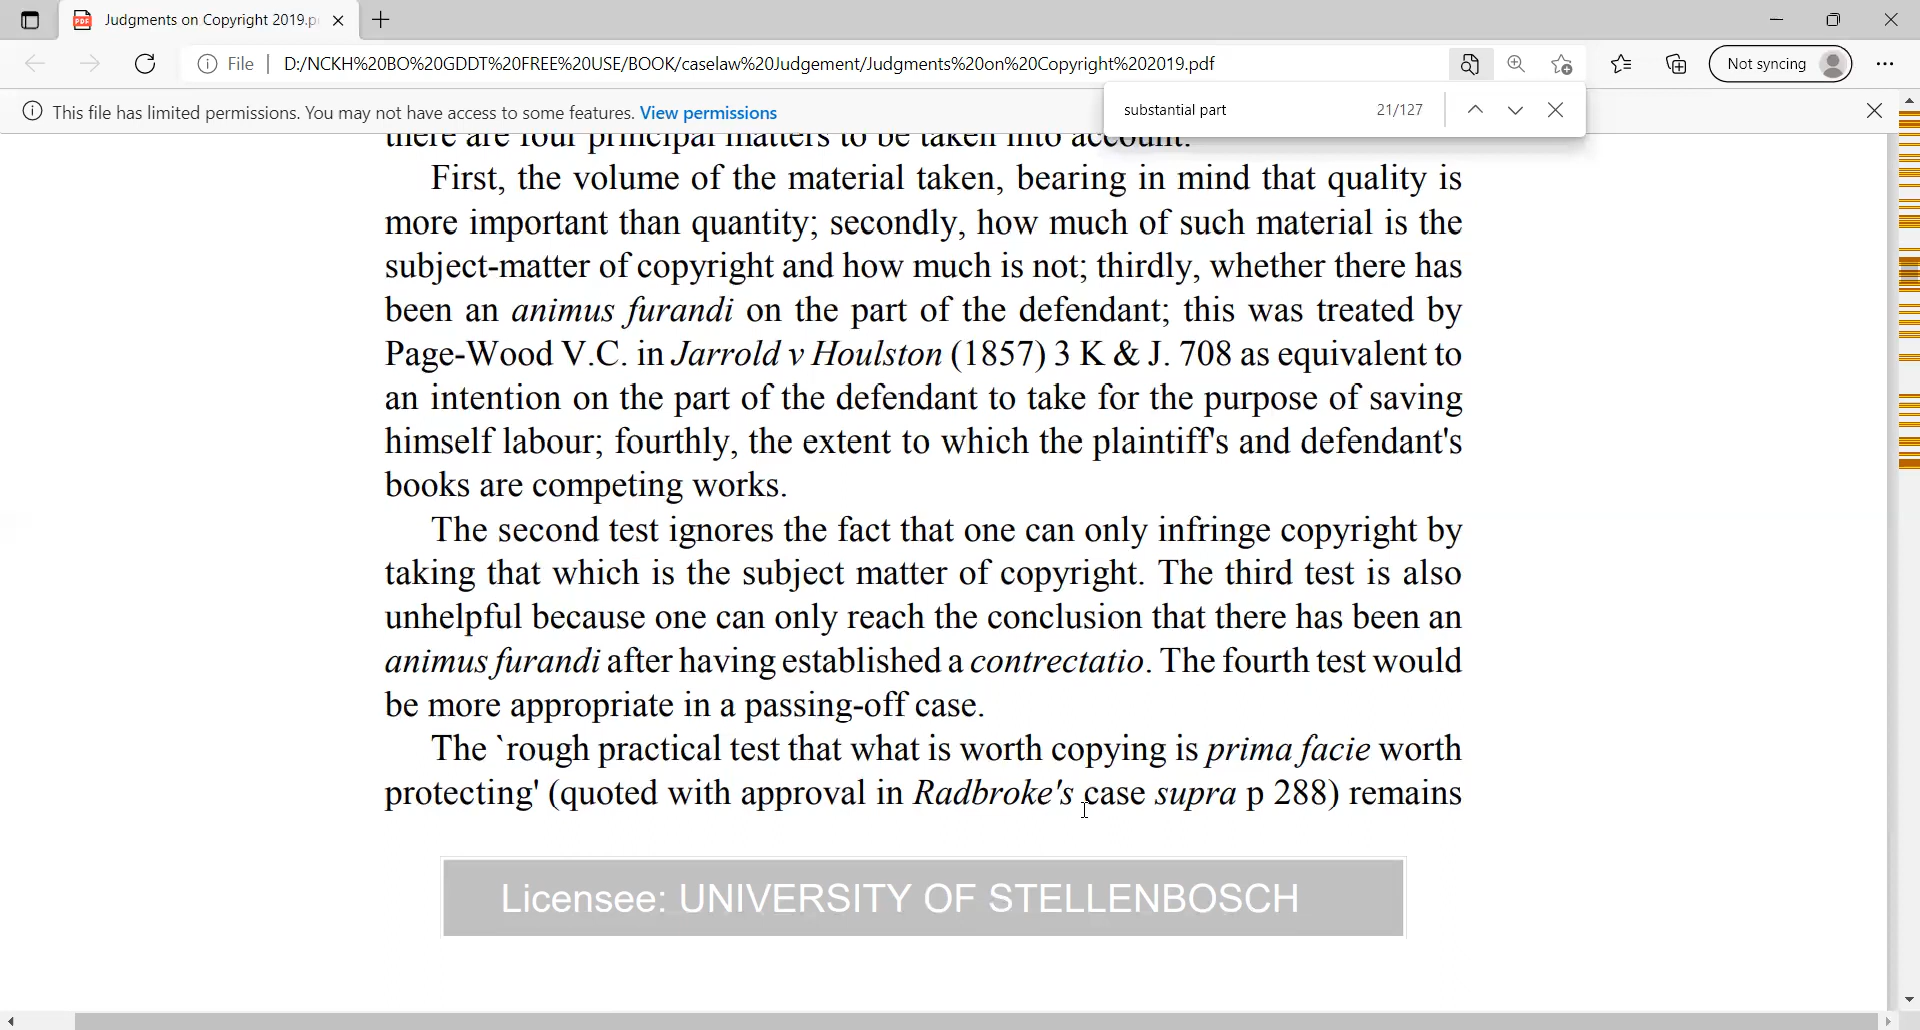 Judgments on Copyright 2019.p
File D:/NCKH%20BO%20GDDT%20FREE%20USE/BOOK/caselaw%20Judgement/Judgments%20on%20Copyright%202019.pdf
Not syncing
This file has limited permissions. You may not have access to some features. View permissions
substantial part 21/127
there are four principal matters to be taken into account.
First, the volume of the material taken, bearing in mind that quality is
more important than quantity; secondly, how much of such material is the
subject-matter of copyright and how much is not; thirdly, whether there has
been an animus furandi on the part of the defendant; this was treated by
Page-Wood V.C. in Jarrold v Houlston (1857) 3 K & J. 708 as equivalent to
an intention on the part of the defendant to take for the purpose of saving
himself labour; fourthly, the extent to which the plaintiff's and defendant's
books are competing works.
The second test ignores the fact that one can only infringe copyright by
taking that which is the subject matter of copyright. The third test is also
unhelpful because one can only reach the conclusion that there has been an
animus furandi after having established a contrectatio. The fourth test would
be more appropriate in a passing-off case.
The `rough practical test that what is worth copying is prima facie worth
protecting' (quoted with approval in Radbroke's case supra p 288) remains
Licensee: UNIVERSITY OF STELLENBOSCH